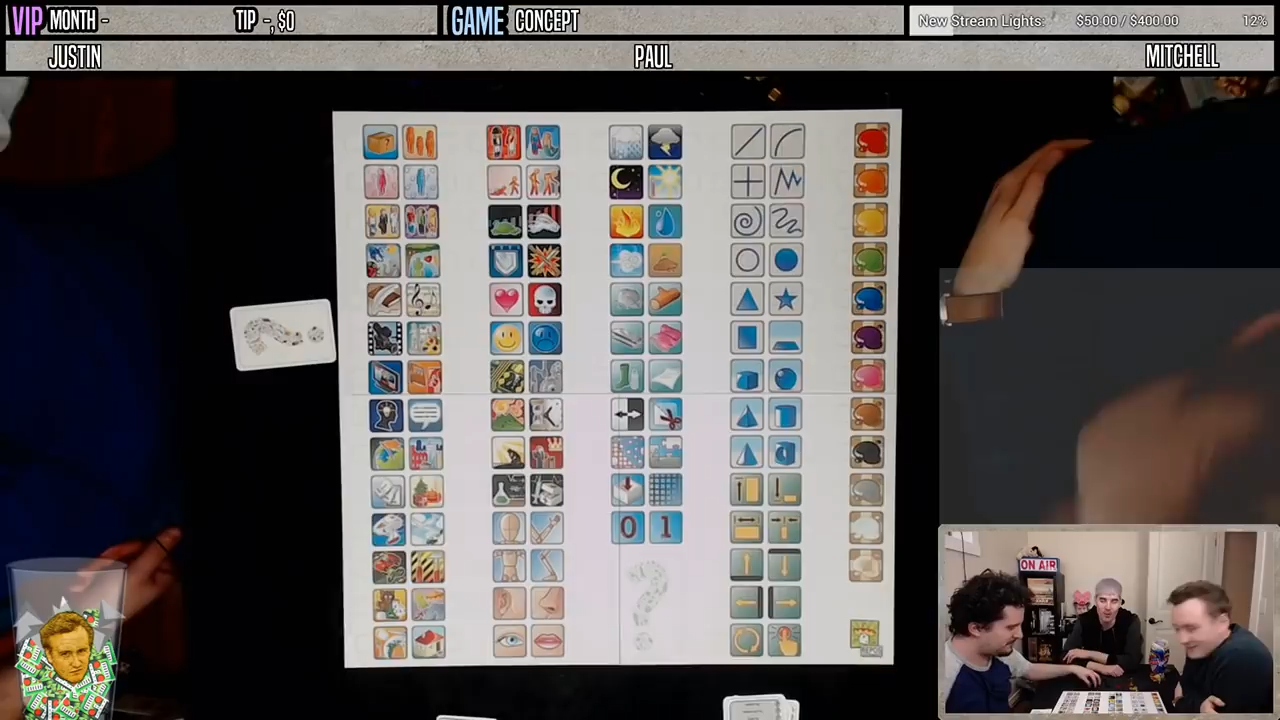 VIP MONTH - TIP -, $0 GAME CONCEPT New Stream Lights: $50.00 / $400.00 12%
JUSTIN PAUL MITCHELL
0 1
?
ON AIR